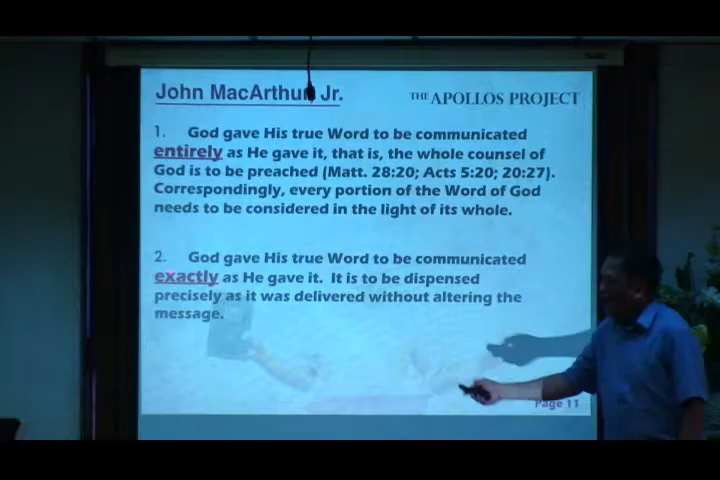 John MacArthur Jr.
THE APOLLOS PROJECT
1. God gave His true Word to be communicated
entirely as He gave it, that is, the whole counsel of
God is to be preached (Matt. 28:20; Acts 5:20; 20:27).
Correspondingly, every portion of the Word of God
needs to be considered in the light of its whole.
2. God gave His true Word to be communicated
exactly as He gave it. It is to be dispensed
precisely as it was delivered without altering the
message.
Page 11